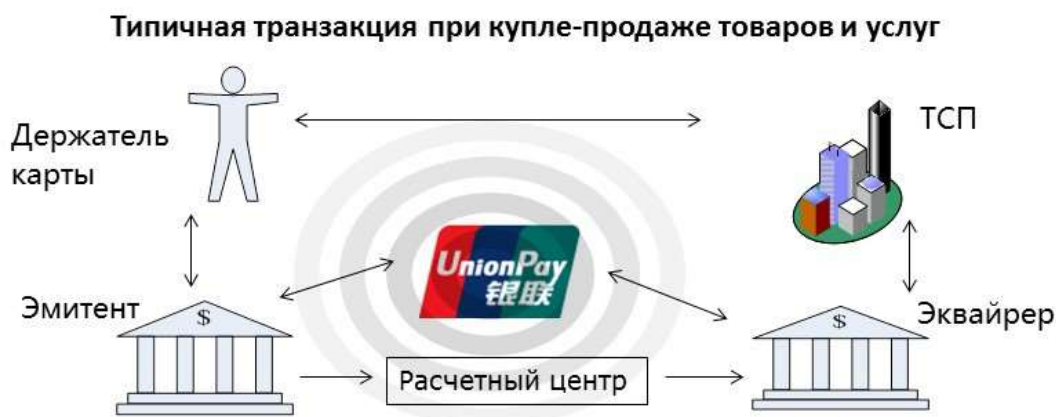 Типичная транзакция при купле-продаже товаров и услуг
Держатель
карты
ТСП
UnionPay
银联
Эмитент
$
Эквайрер
$
Расчетный центр